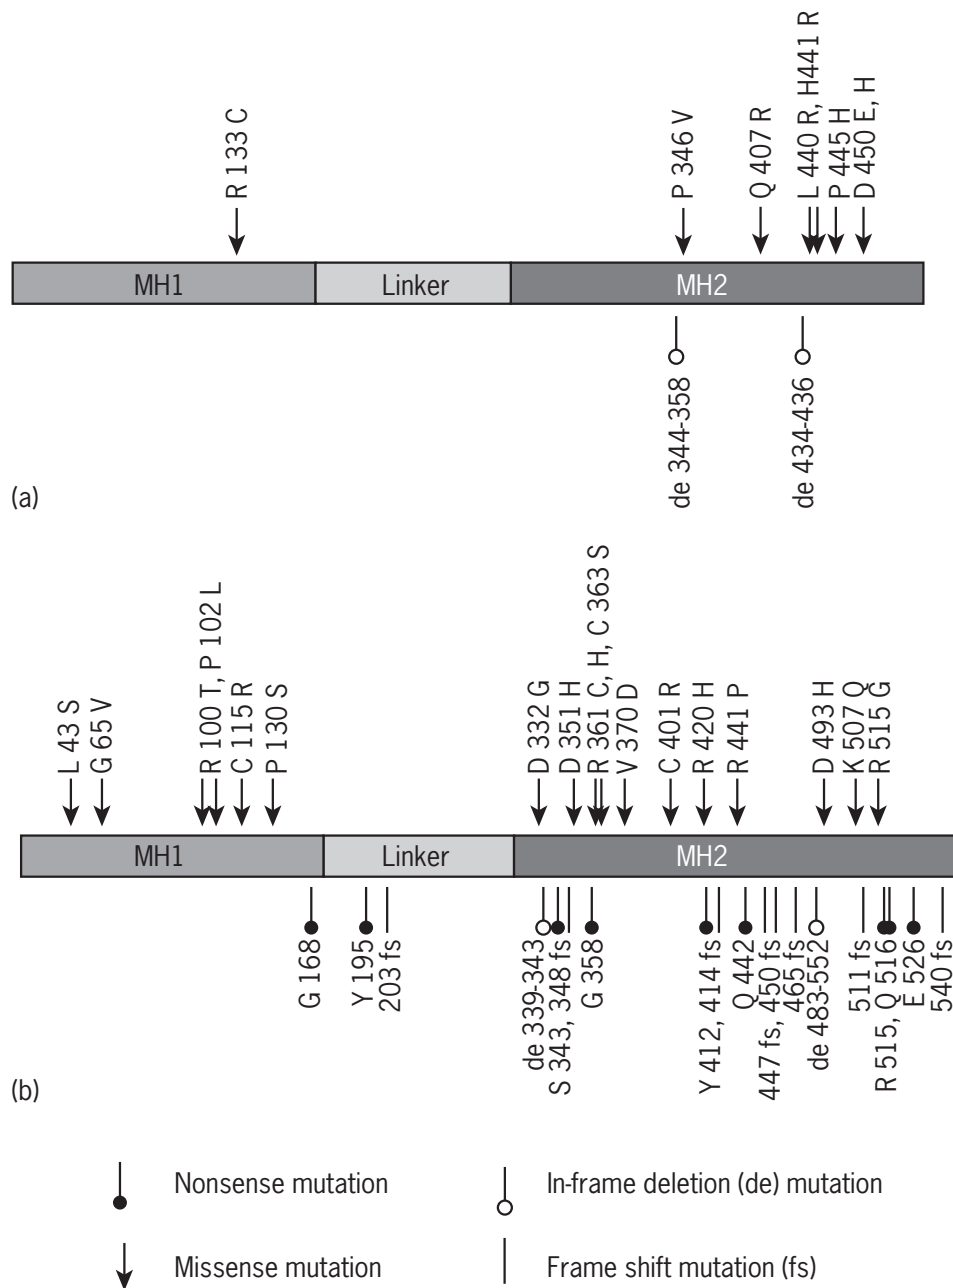 R 133 C
P 346 V
Q 407 R
L 440 R, H441 R
P 445 H
D 450 E, H
MH1 Linker MH2
de 344-358
de 434-436
(a)
L 43 S
G 65 V
R 100 T, P 102 L
C 115 R
P 130 S
D 332 G
D 351 H
R 361 C, H, C 363 S
V 370 D
C 401 R
R 420 H
R 441 P
D 493 H
K 507 Q
R 515 G
MH1 Linker MH2
G 168
Y 195
203 fs
de 339-343
S 343, 348 fs
G 358
Y 412, 414 fs
Q 442
447 fs, 450 fs
465 fs
de 483-552
511 fs
R 515, Q 516
E 526
540 fs
(b)
Nonsense mutation
In-frame deletion (de) mutation
Missense mutation
Frame shift mutation (fs)